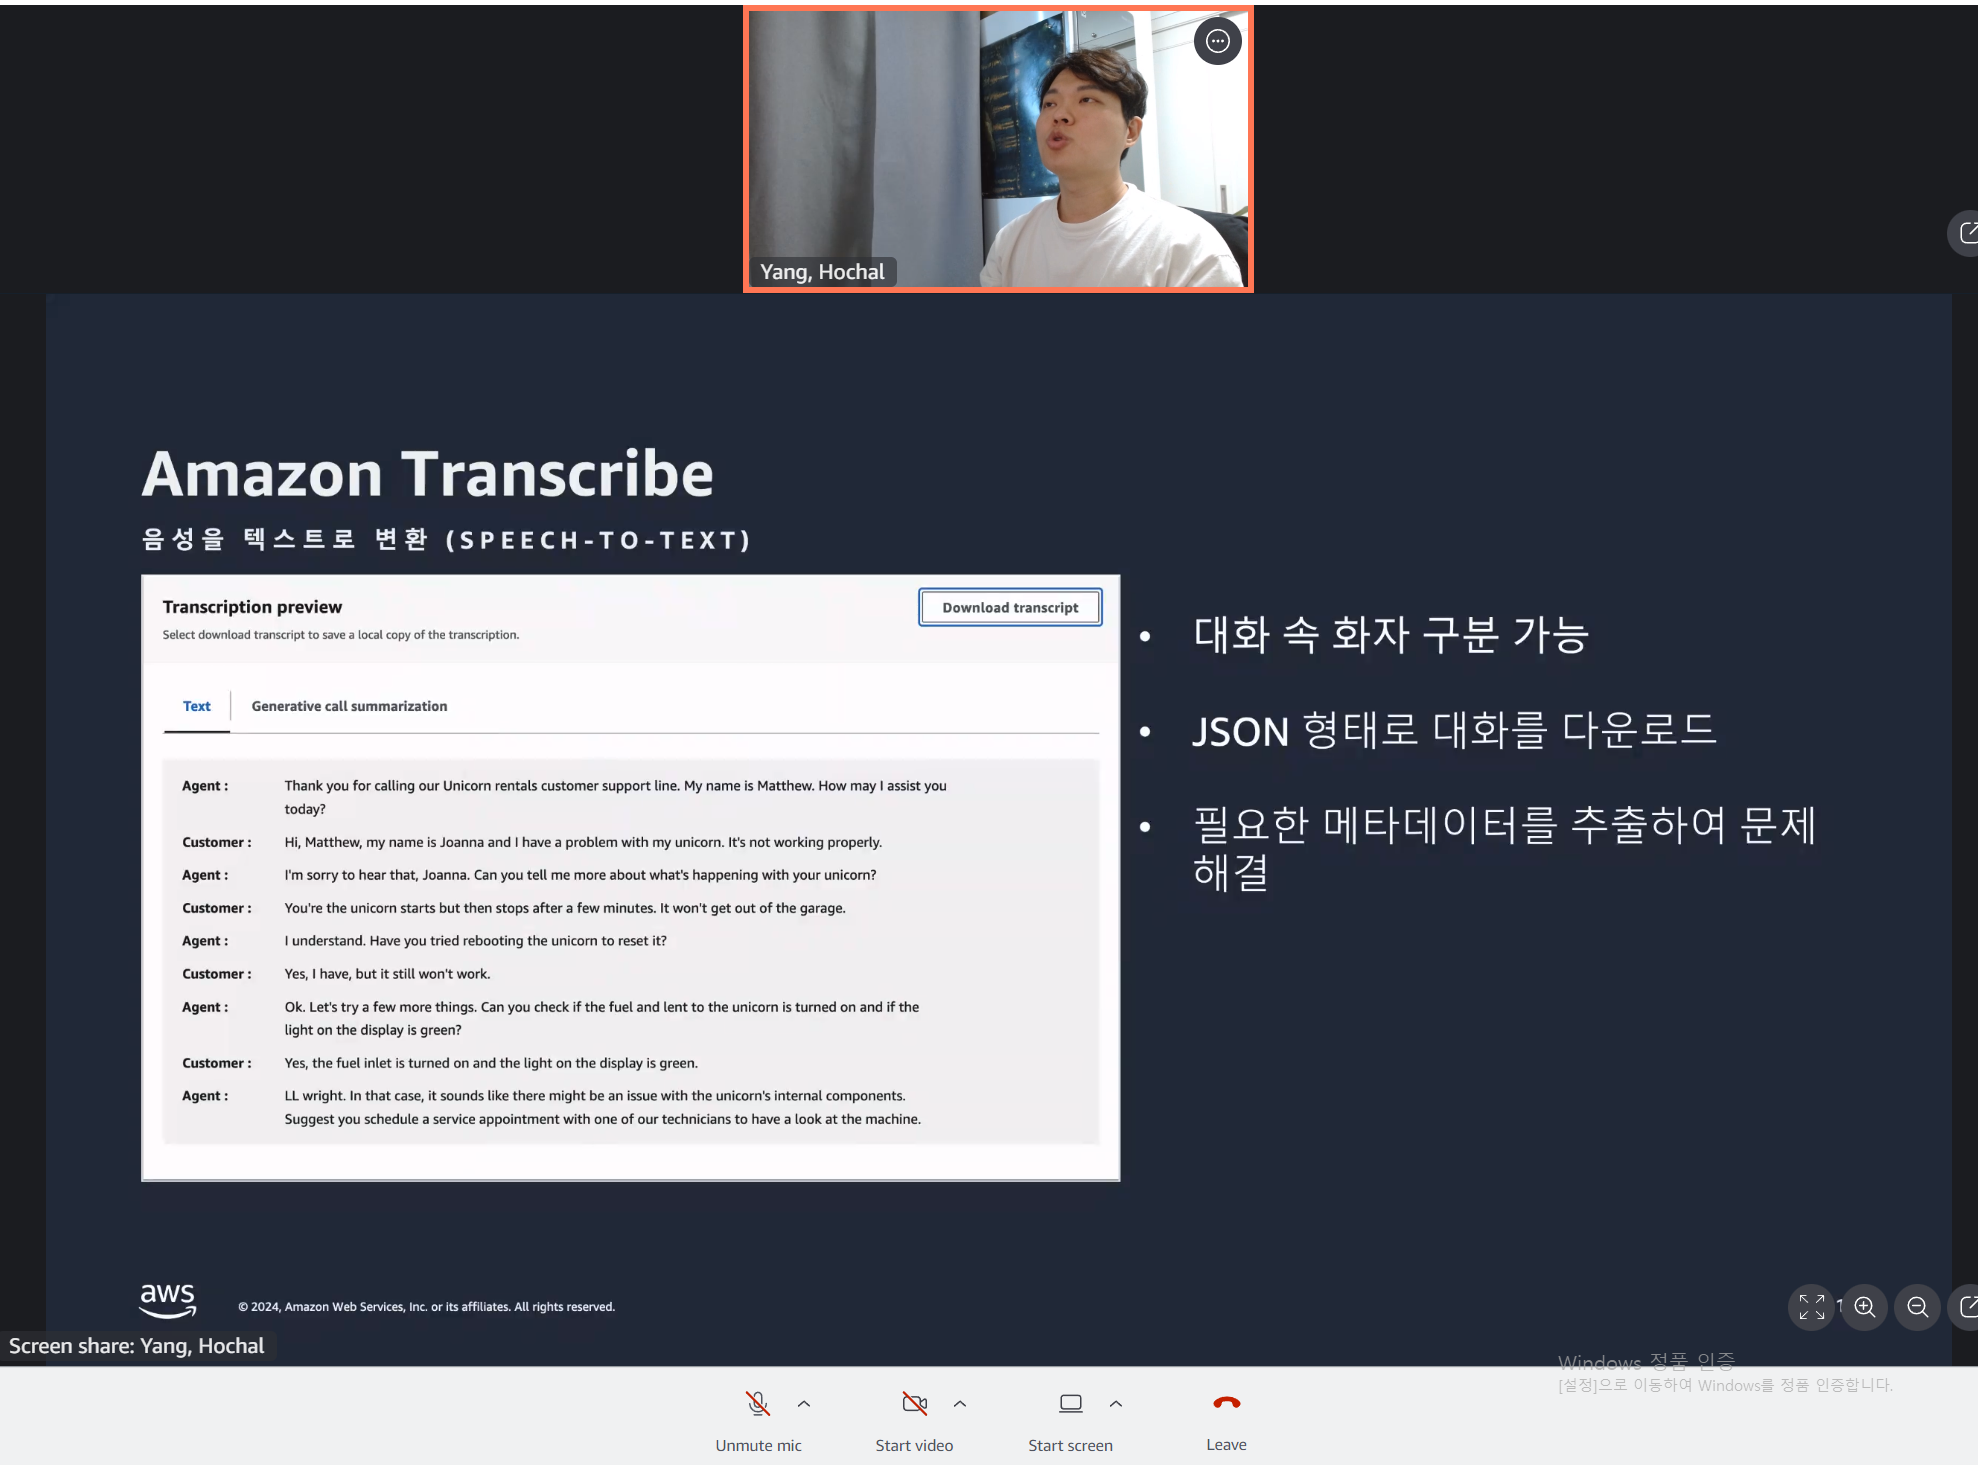 Yang, Hochal
Amazon Transcribe
음성을 텍스트로 변환 (SPEECH-TO-TEXT)
Transcription preview
Download transcript
Select download transcript to save a local copy of the transcription.
Text
Generative call summarization
Agent : Thank you for calling our Unicorn rentals customer support line. My name is Matthew. How may I assist you
today?
Customer : Hi, Matthew, my name is Joanna and I have a problem with my unicorn. It's not working properly.
Agent : I'm sorry to hear that, Joanna. Can you tell me more about what's happening with your unicorn?
Customer : You're the unicorn starts but then stops after a few minutes. It won't get out of the garage.
Agent : I understand. Have you tried rebooting the unicorn to reset it?
Customer : Yes, I have, but it still won't work.
Agent : Ok. Let's try a few more things. Can you check if the fuel and lent to the unicorn is turned on and if the
light on the display is green?
Customer : Yes, the fuel inlet is turned on and the light on the display is green.
Agent : LL wright. In that case, it sounds like there might be an issue with the unicorn's internal components.
Suggest you schedule a service appointment with one of our technicians to have a look at the machine.
• 대화 속 화자 구분 가능
• JSON 형태로 대화를 다운로드
• 필요한 메타데이터를 추출하여 문제
해결
aws
© 2024, Amazon Web Services, Inc. or its affiliates. All rights reserved.
Screen share: Yang, Hochal
Windows 정품 인증
[설정]으로 이동하여 Windows를 정품 인증합니다.
Unmute mic
Start video
Start screen
Leave